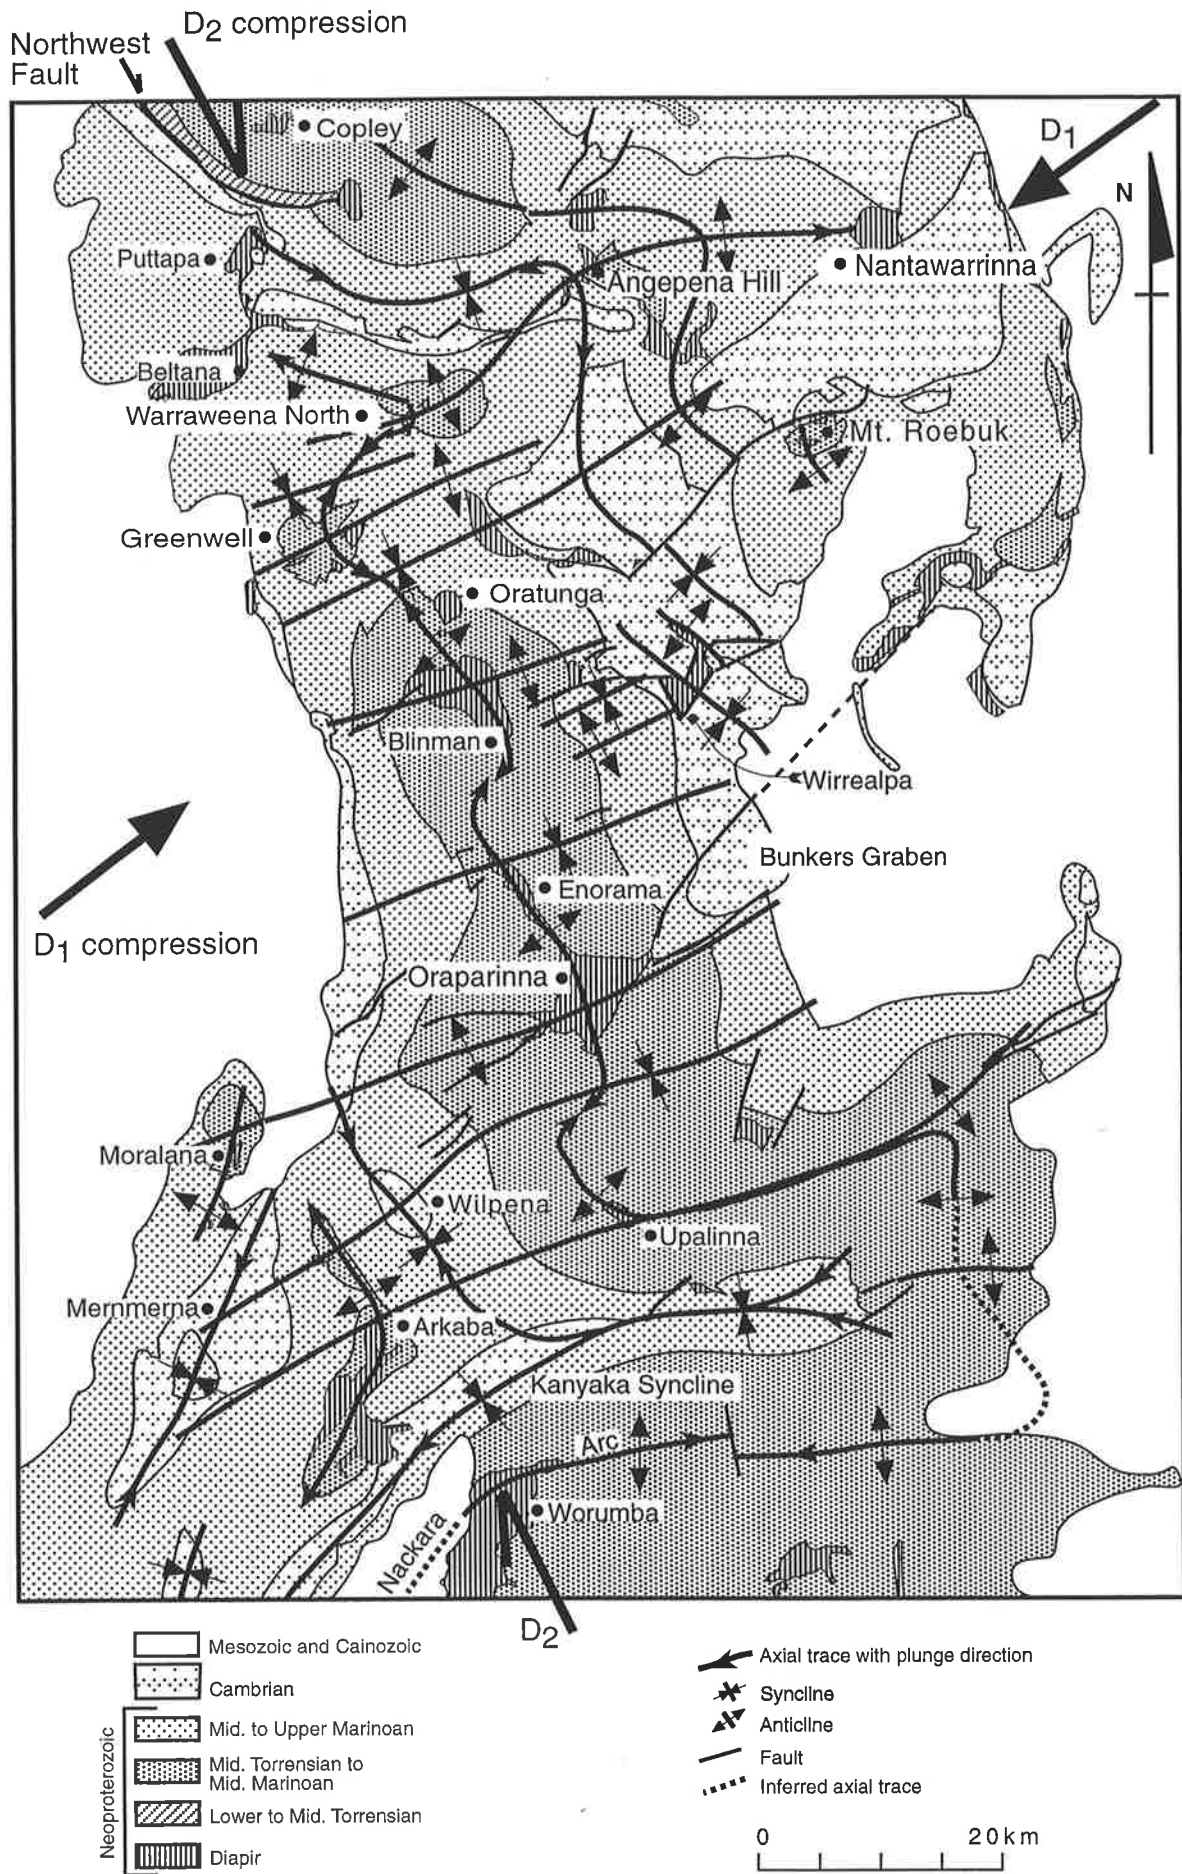 D2 compression
Northwest
Fault
Copley
D1
N
Puttapa
Nantawarrinna
Angepena Hill
Beltana
Warraweena North
Mt. Roebuk
Greenwell
Oratunga
Blinman
Wirrealpa
Bunkers Graben
Enorama
D1 compression
Oraparinna
Moralana
Wilpena
Upalinna
Mernmerna
Arkaba
Kanyaka Syncline
Arc
Worumba
Nackara
D2
Mesozoic and Cainozoic
Cambrian
Neoproterozoic
Mid. to Upper Marinoan
Mid. Torrensian to
Mid. Marinoan
Lower to Mid. Torrensian
Diapir
Axial trace with plunge direction
Syncline
Anticline
Fault
Inferred axial trace
0 20km